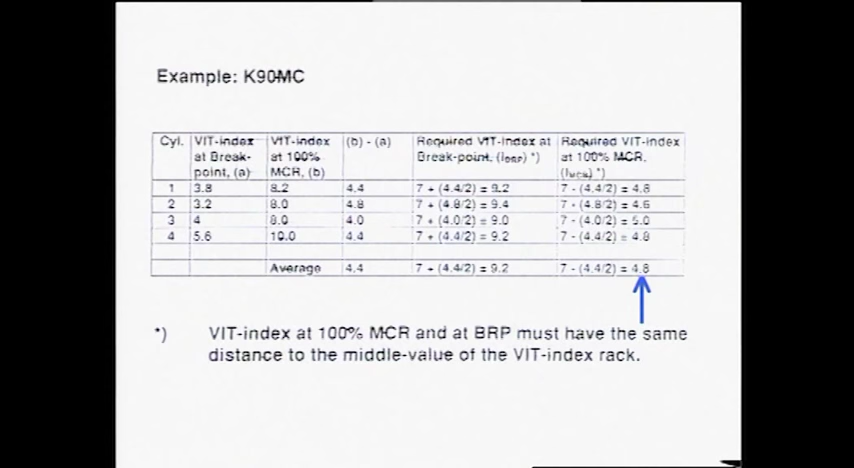 Example: K90MC
Cyl. VIT-index at Break-point, (a) VIT-index at 100% MCR, (b) (b) - (a) Required VIT-index at Break-point, (IBRP) *) Required VIT-index at 100% MCR. (IMCR) *)
1 3.8 8.2 4.4 7 + (4.4/2) = 9.2 7 - (4.4/2) = 4.8
2 3.2 8.0 4.8 7 + (4.8/2) = 9.4 7 - (4.8/2) = 4.6
3 4 8.0 4.0 7 + (4.0/2) = 9.0 7 - (4.0/2) = 5.0
4 5.6 10.0 4.4 7 + (4.4/2) = 9.2 7 - (4.4/2) = 4.8
Average 4.4 7 + (4.4/2) = 9.2 7 - (4.4/2) = 4.8
*) VIT-index at 100% MCR and at BRP must have the same
distance to the middle-value of the VIT-index rack.